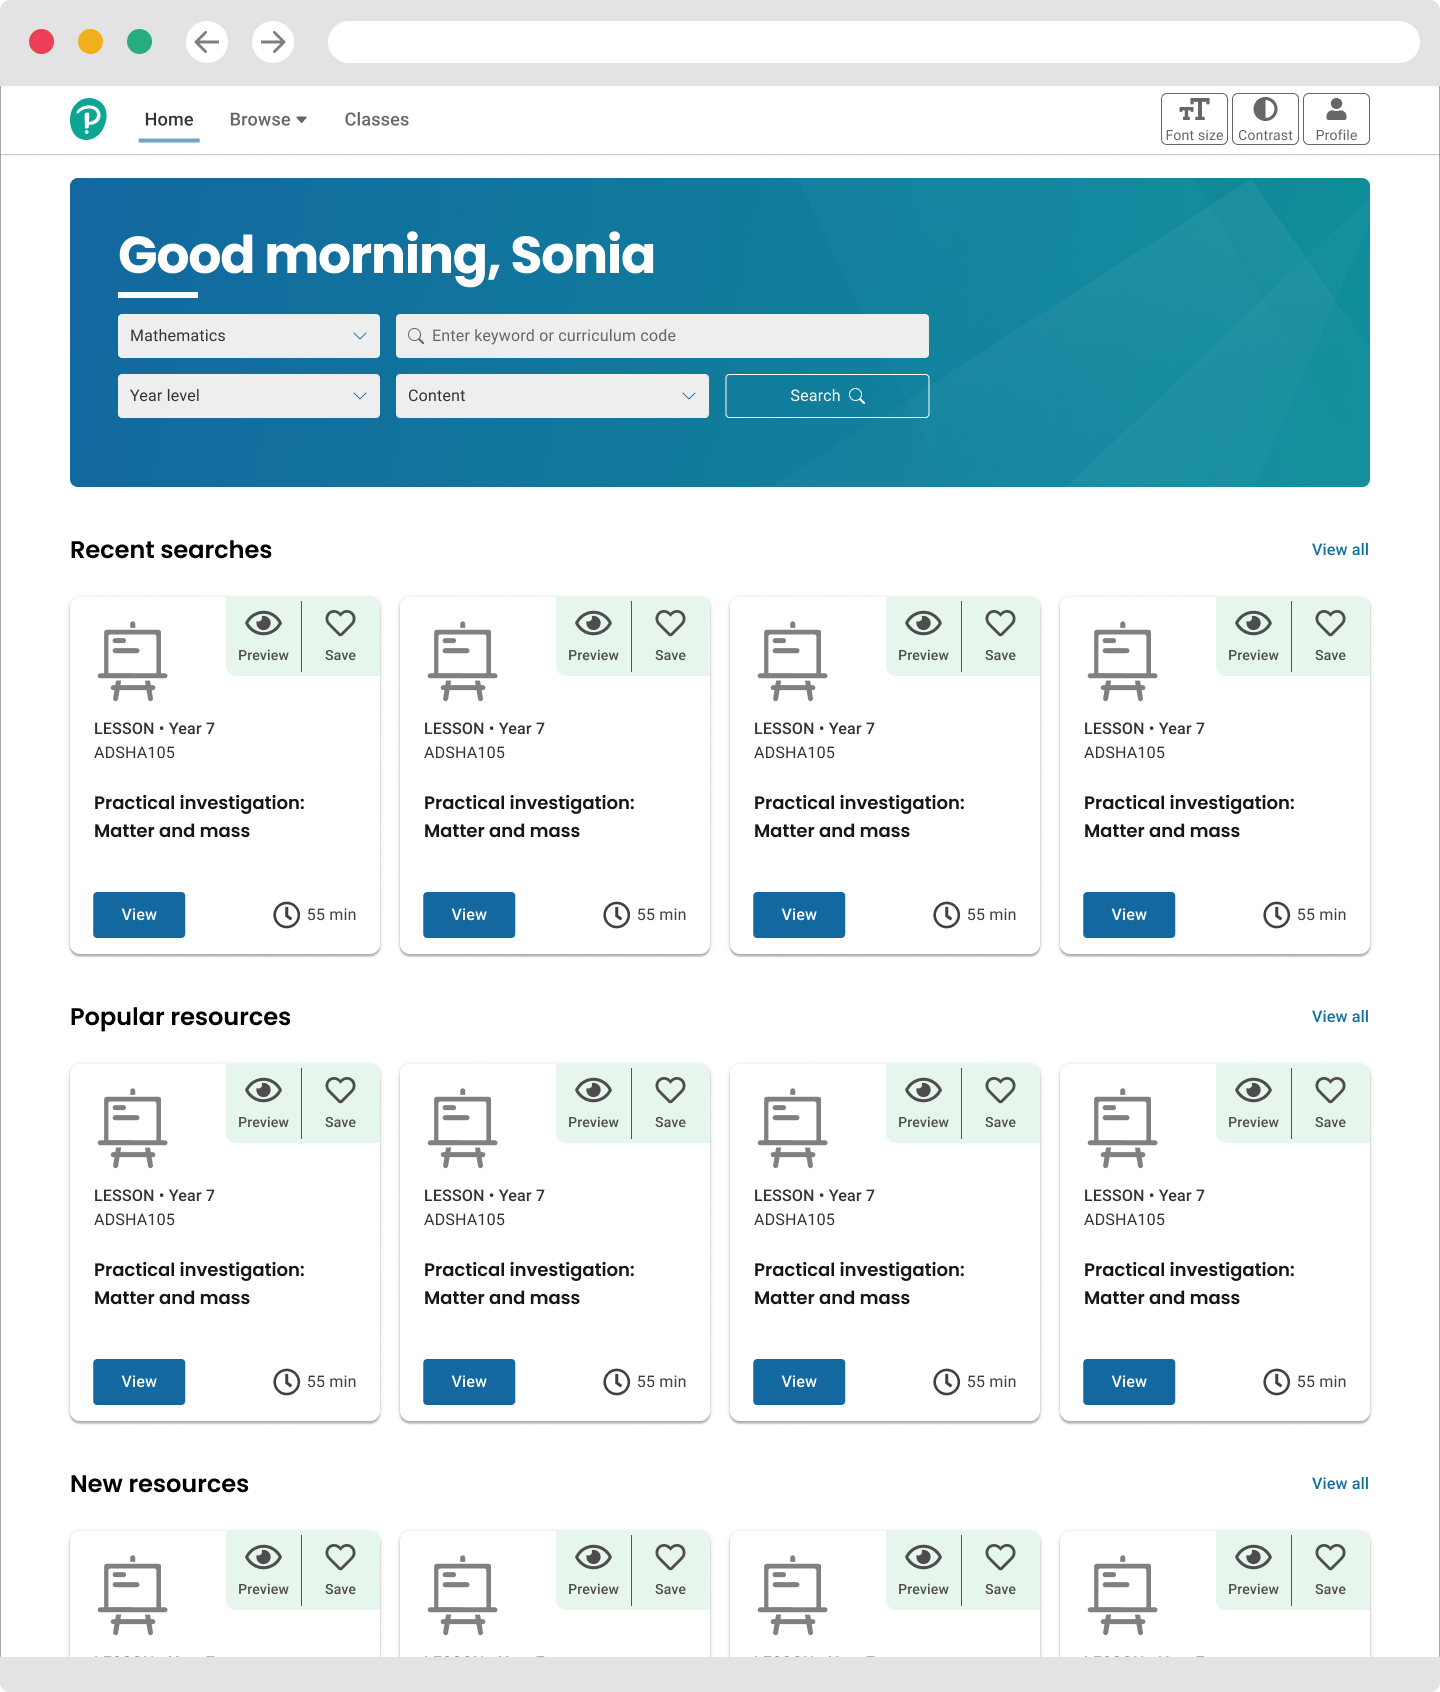 Home Browse Classes
Font size Contrast Profile
Good morning, Sonia
Mathematics Enter keyword or curriculum code
Year level Content Search
Recent searches View all
Preview Save Preview Save Preview Save Preview Save
LESSON • Year 7 LESSON • Year 7 LESSON • Year 7 LESSON • Year 7
ADSHA105 ADSHA105 ADSHA105 ADSHA105
Practical investigation: Practical investigation: Practical investigation: Practical investigation:
Matter and mass Matter and mass Matter and mass Matter and mass
View 55 min View 55 min View 55 min View 55 min
Popular resources View all
Preview Save Preview Save Preview Save Preview Save
LESSON • Year 7 LESSON • Year 7 LESSON • Year 7 LESSON • Year 7
ADSHA105 ADSHA105 ADSHA105 ADSHA105
Practical investigation: Practical investigation: Practical investigation: Practical investigation:
Matter and mass Matter and mass Matter and mass Matter and mass
View 55 min View 55 min View 55 min View 55 min
New resources View all
Preview Save Preview Save Preview Save Preview Save